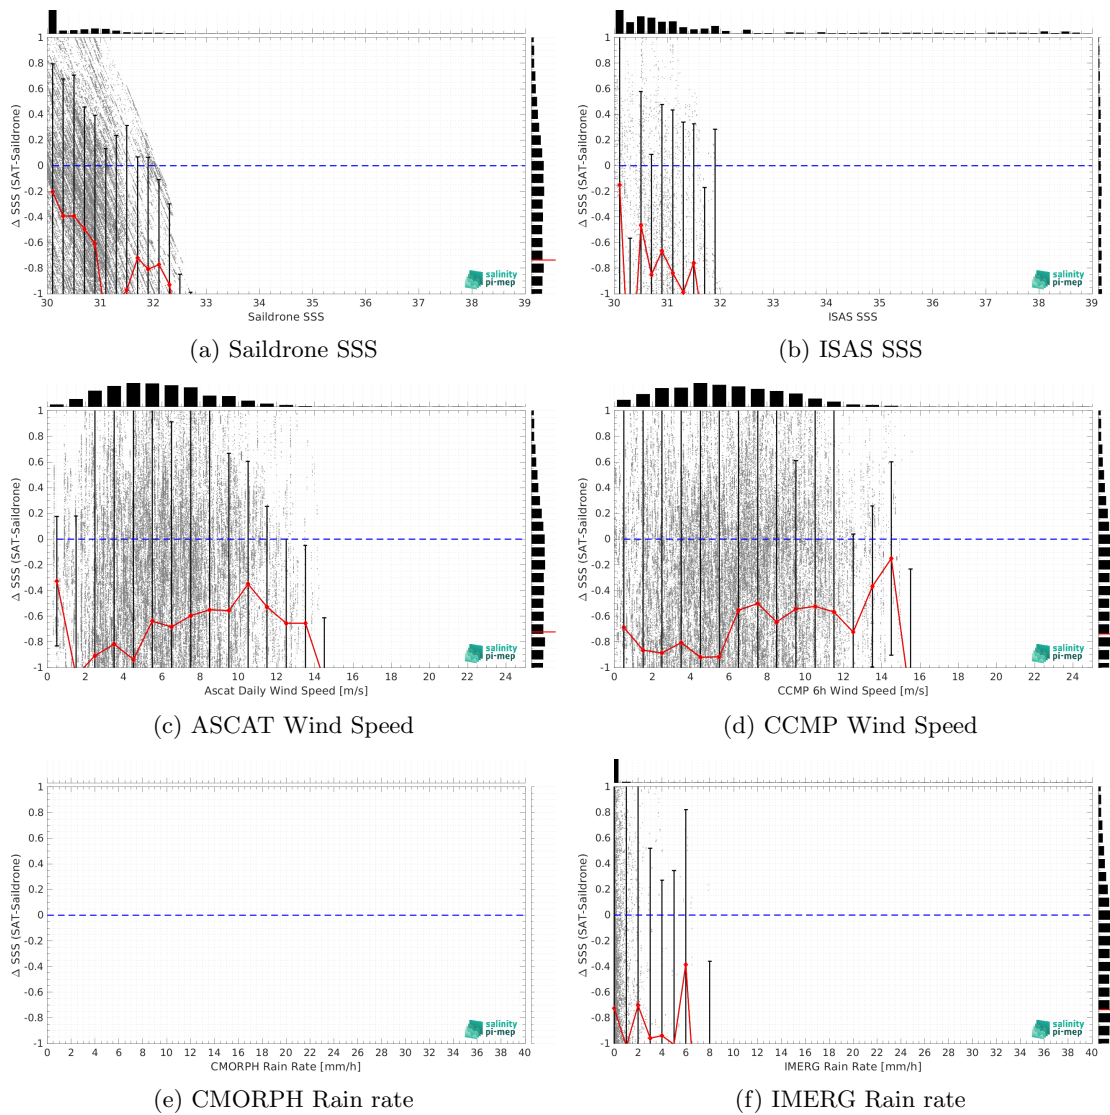 1
0.8
0.6
0.4
0.2
0
-0.2
-0.4
-0.6
-0.8
-1
Δ SSS (SAT-Saildrone)
30 31 32 33 34 35 36 37 38 39
Saildrone SSS
salinity
pi-mep
(a) Saildrone SSS
1
0.8
0.6
0.4
0.2
0
-0.2
-0.4
-0.6
-0.8
-1
Δ SSS (SAT-Saildrone)
30 31 32 33 34 35 36 37 38 39
ISAS SSS
salinity
pi-mep
(b) ISAS SSS
1
0.8
0.6
0.4
0.2
0
-0.2
-0.4
-0.6
-0.8
-1
Δ SSS (SAT-Saildrone)
0 2 4 6 8 10 12 14 16 18 20 22 24
Ascat Daily Wind Speed [m/s]
salinity
pi-mep
(c) ASCAT Wind Speed
1
0.8
0.6
0.4
0.2
0
-0.2
-0.4
-0.6
-0.8
-1
Δ SSS (SAT-Saildrone)
0 2 4 6 8 10 12 14 16 18 20 22 24
CCMP 6h Wind Speed [m/s]
salinity
pi-mep
(d) CCMP Wind Speed
1
0.8
0.6
0.4
0.2
0
-0.2
-0.4
-0.6
-0.8
-1
Δ SSS (SAT-Saildrone)
0 2 4 6 8 10 12 14 16 18 20 22 24 26 28 30 32 34 36 38 40
CMORPH Rain Rate [mm/h]
salinity
pi-mep
(e) CMORPH Rain rate
1
0.8
0.6
0.4
0.2
0
-0.2
-0.4
-0.6
-0.8
-1
Δ SSS (SAT-Saildrone)
0 2 4 6 8 10 12 14 16 18 20 22 24 26 28 30 32 34 36 38 40
IMERG Rain Rate [mm/h]
salinity
pi-mep
(f) IMERG Rain rate